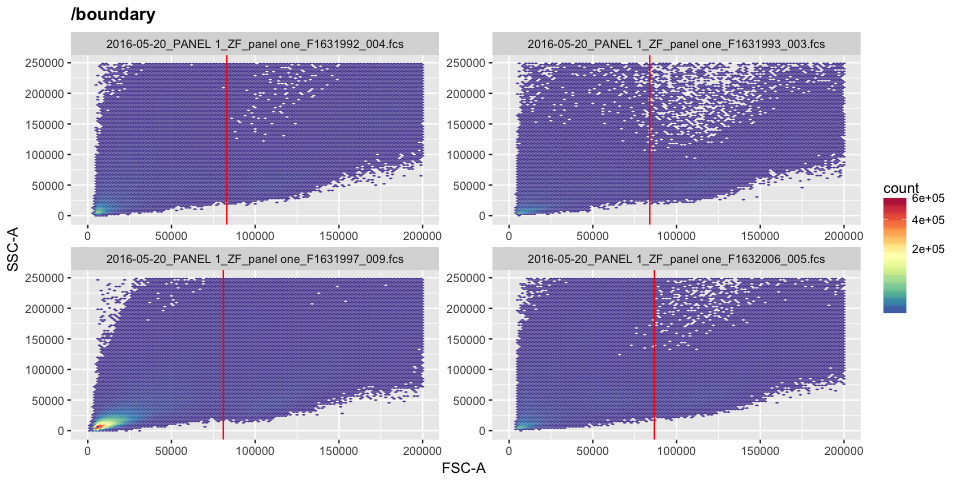 /boundary
2016-05-20_PANEL 1_ZF_panel one_F1631992_004.fcs
2016-05-20_PANEL 1_ZF_panel one_F1631993_003.fcs
250000
200000
150000
100000
50000
0
250000
200000
150000
100000
50000
0
0 50000 100000 150000 200000
0 50000 100000 150000 200000
2016-05-20_PANEL 1_ZF_panel one_F1631997_009.fcs
2016-05-20_PANEL 1_ZF_panel one_F1632006_005.fcs
250000
200000
150000
100000
50000
0
250000
200000
150000
100000
50000
0
0 50000 100000 150000 200000
0 50000 100000 150000 200000
SSC-A
FSC-A
count
6e+05
4e+05
2e+05